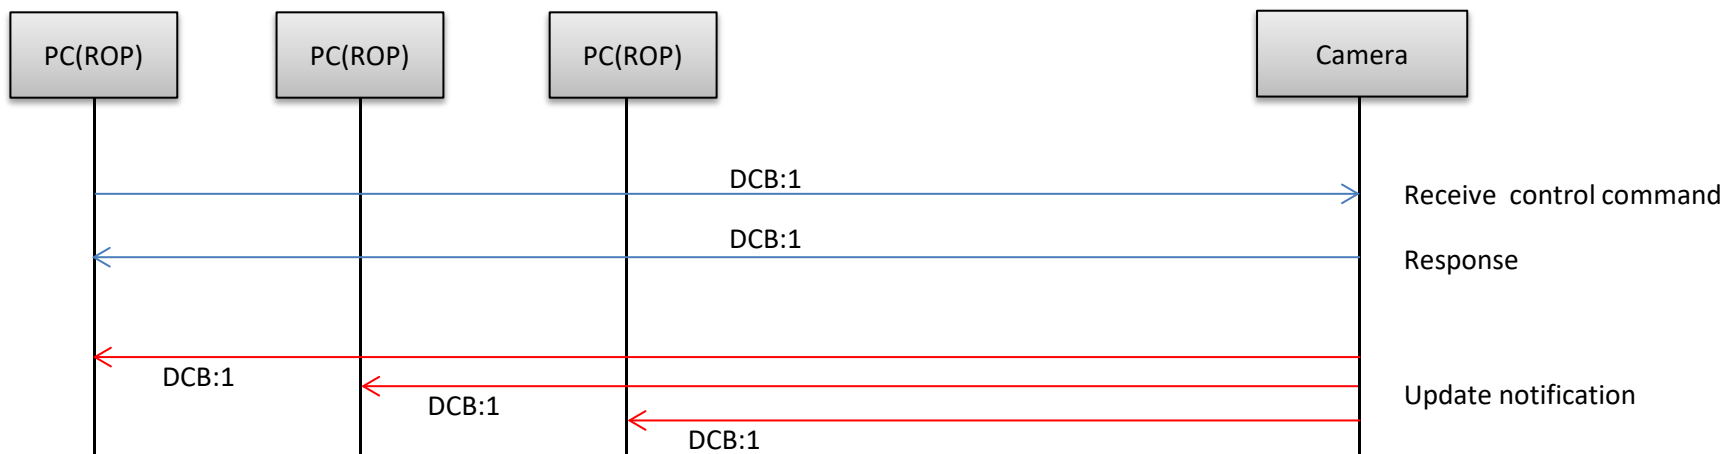 PC(ROP)
PC(ROP)
PC(ROP)
Camera
DCB:1
Receive  control command
DCB:1
Response
DCB:1
DCB:1
Update notification
DCB:1